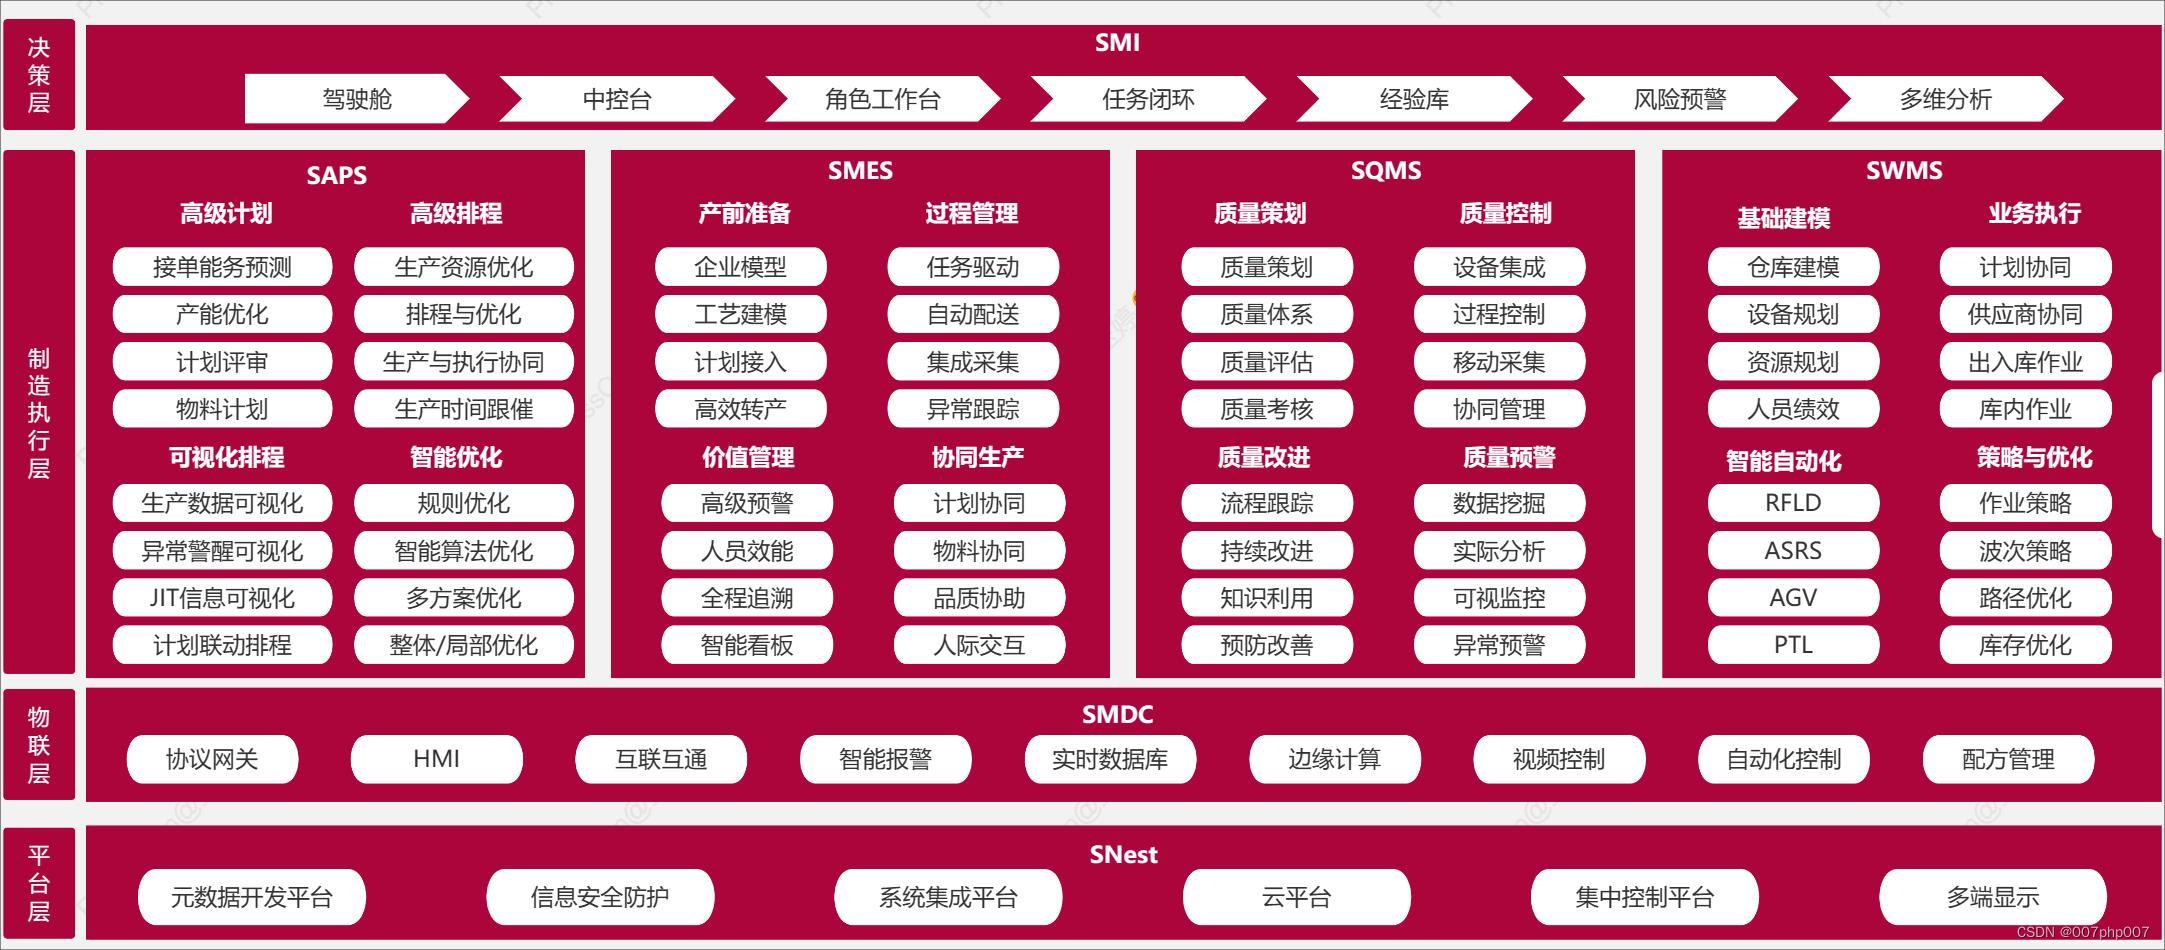 决策层
SMI
驾驶舱 中控台 角色工作台 任务闭环 经验库 风险预警 多维分析
制造执行层
SAPS
高级计划 高级排程
接单能务预测 生产资源优化
产能优化 排程与优化
计划评审 生产与执行协同
物料计划 生产时间跟催
可视化排程 智能优化
生产数据可视化 规则优化
异常警醒可视化 智能算法优化
JIT信息可视化 多方案优化
计划联动排程 整体/局部优化
SMES
产前准备 过程管理
企业模型 任务驱动
工艺建模 自动配送
计划接入 集成采集
高效转产 异常跟踪
价值管理 协同生产
高级预警 计划协同
人员效能 物料协同
全程追溯 品质协助
智能看板 人际交互
SQMS
质量策划 质量控制
质量策划 设备集成
质量体系 过程控制
质量评估 移动采集
质量考核 协同管理
质量改进 质量预警
流程跟踪 数据挖掘
持续改进 实际分析
知识利用 可视监控
预防改善 异常预警
SWMS
基础建模 业务执行
仓库建模 计划协同
设备规划 供应商协同
资源规划 出入库作业
人员绩效 库内作业
智能自动化 策略与优化
RFLD 作业策略
ASRS 波次策略
AGV 路径优化
PTL 库存优化
物联层
SMDC
协议网关 HMI 互联互通 智能报警 实时数据库 边缘计算 视频控制 自动化控制 配方管理
平台层
SNest
元数据开发平台 信息安全防护 系统集成平台 云平台 集中控制平台 多端显示
CSDN @007php007